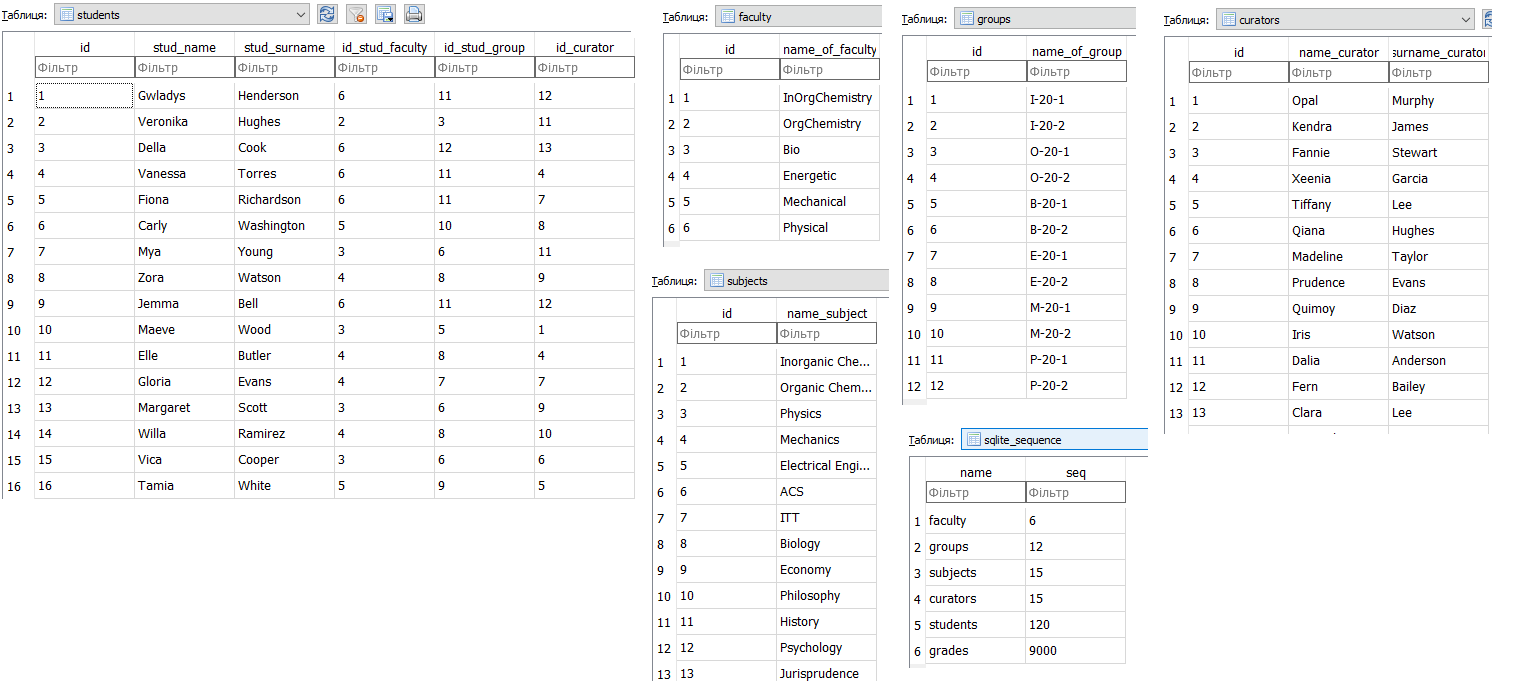 Таблиця: students
id stud_name stud_surname id_stud_faculty id_stud_group id_curator
Фільтр Фільтр Фільтр Фільтр Фільтр Фільтр
1 1 Gwladys Henderson 6 11 12
2 2 Veronika Hughes 2 3 11
3 3 Della Cook 6 12 13
4 4 Vanessa Torres 6 11 4
5 5 Fiona Richardson 6 11 7
6 6 Carly Washington 5 10 8
7 7 Mya Young 3 6 11
8 8 Zora Watson 4 8 9
9 9 Jemma Bell 6 11 12
10 10 Maeve Wood 3 5 1
11 11 Elle Butler 4 8 4
12 12 Gloria Evans 4 7 7
13 13 Margaret Scott 3 6 9
14 14 Willa Ramirez 4 8 10
15 15 Vica Cooper 3 6 6
16 16 Tamia White 5 9 5
Таблиця: faculty
id name_of_faculty
Фільтр Фільтр
1 1 InOrgChemistry
2 2 OrgChemistry
3 3 Bio
4 4 Energetic
5 5 Mechanical
6 6 Physical
Таблиця: subjects
id name_subject
Фільтр Фільтр
1 1 Inorganic Che...
2 2 Organic Chem...
3 3 Physics
4 4 Mechanics
5 5 Electrical Engi...
6 6 ACS
7 7 ITT
8 8 Biology
9 9 Economy
10 10 Philosophy
11 11 History
12 12 Psychology
13 13 Jurisprudence
Таблиця: groups
id name_of_group
Фільтр Фільтр
1 1 I-20-1
2 2 I-20-2
3 3 O-20-1
4 4 O-20-2
5 5 B-20-1
6 6 B-20-2
7 7 E-20-1
8 8 E-20-2
9 9 M-20-1
10 10 M-20-2
11 11 P-20-1
12 12 P-20-2
Таблиця: sqlite_sequence
name seq
Фільтр Фільтр
1 faculty 6
2 groups 12
3 subjects 15
4 curators 15
5 students 120
6 grades 9000
Таблиця: curators
id name_curator surname_curator
Фільтр Фільтр Фільтр
1 1 Opal Murphy
2 2 Kendra James
3 3 Fannie Stewart
4 4 Xeenia Garcia
5 5 Tiffany Lee
6 6 Qiana Hughes
7 7 Madeline Taylor
8 8 Prudence Evans
9 9 Quimoy Diaz
10 10 Iris Watson
11 11 Dalia Anderson
12 12 Fern Bailey
13 13 Clara Lee